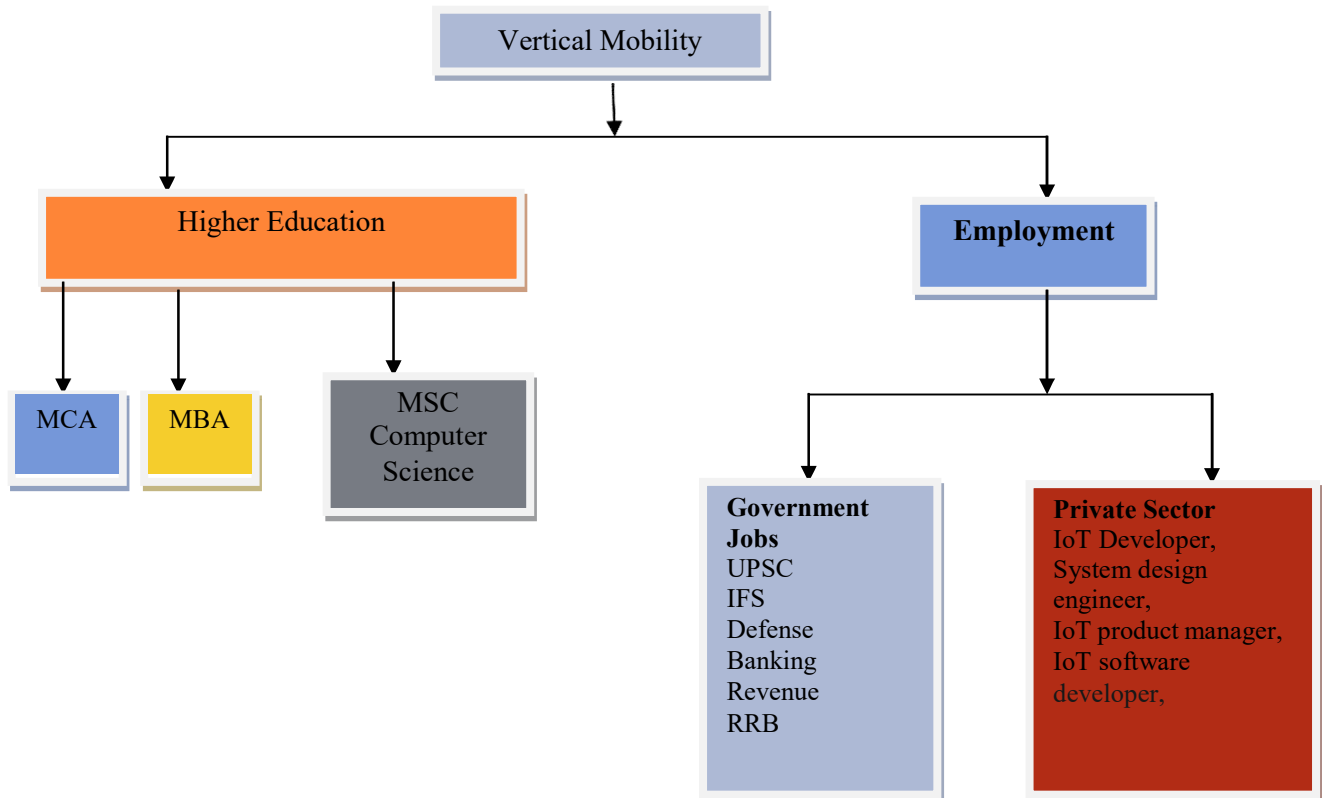 Vertical Mobility
Higher Education
Employment
MCA
MBA
MSC
Computer
Science
Government
Jobs
UPSC
IFS
Defense
Banking
Revenue
RRB
Private Sector
IoT Developer,
System design
engineer,
IoT product manager,
IoT software
developer,